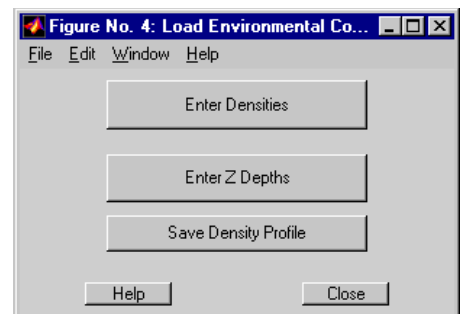 Figure No. 4: Load Environmental Co...
File Edit Window Help
Enter Densities
Enter Z Depths
Save Density Profile
Help Close